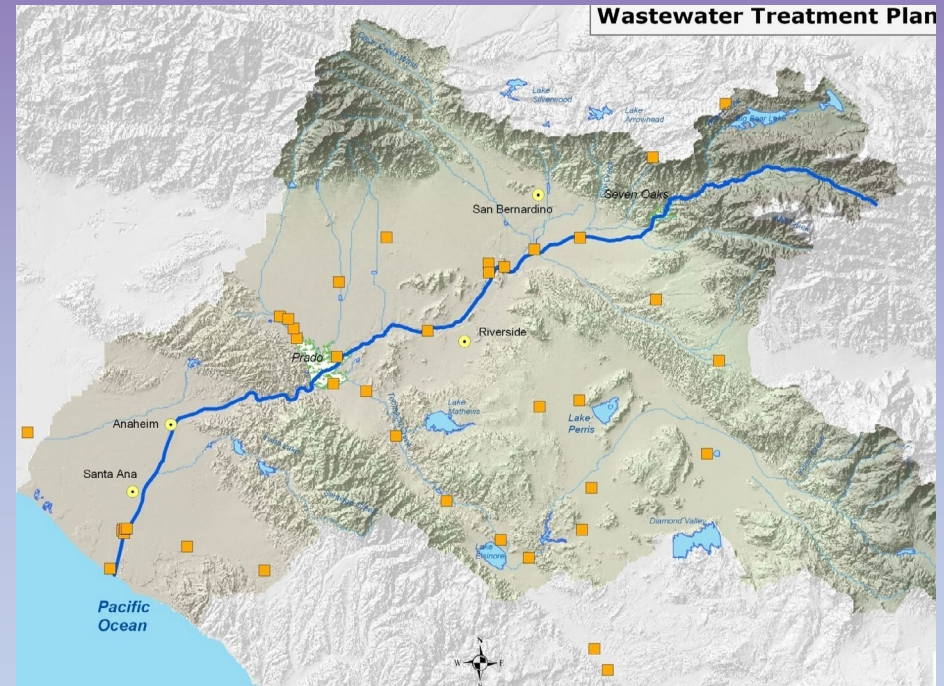 Wastewater Treatment Plan
Lake
Silverwood
Lake
Arrowhead
Big Bear Lake
Seven Oaks
San Bernardino
Riverside
Prado
Lake
Mathews
Lake
Perris
Anaheim
Santa Ana
Diamond Valley
Lake
Elsinore
Pacific
Ocean
N
W
E
S